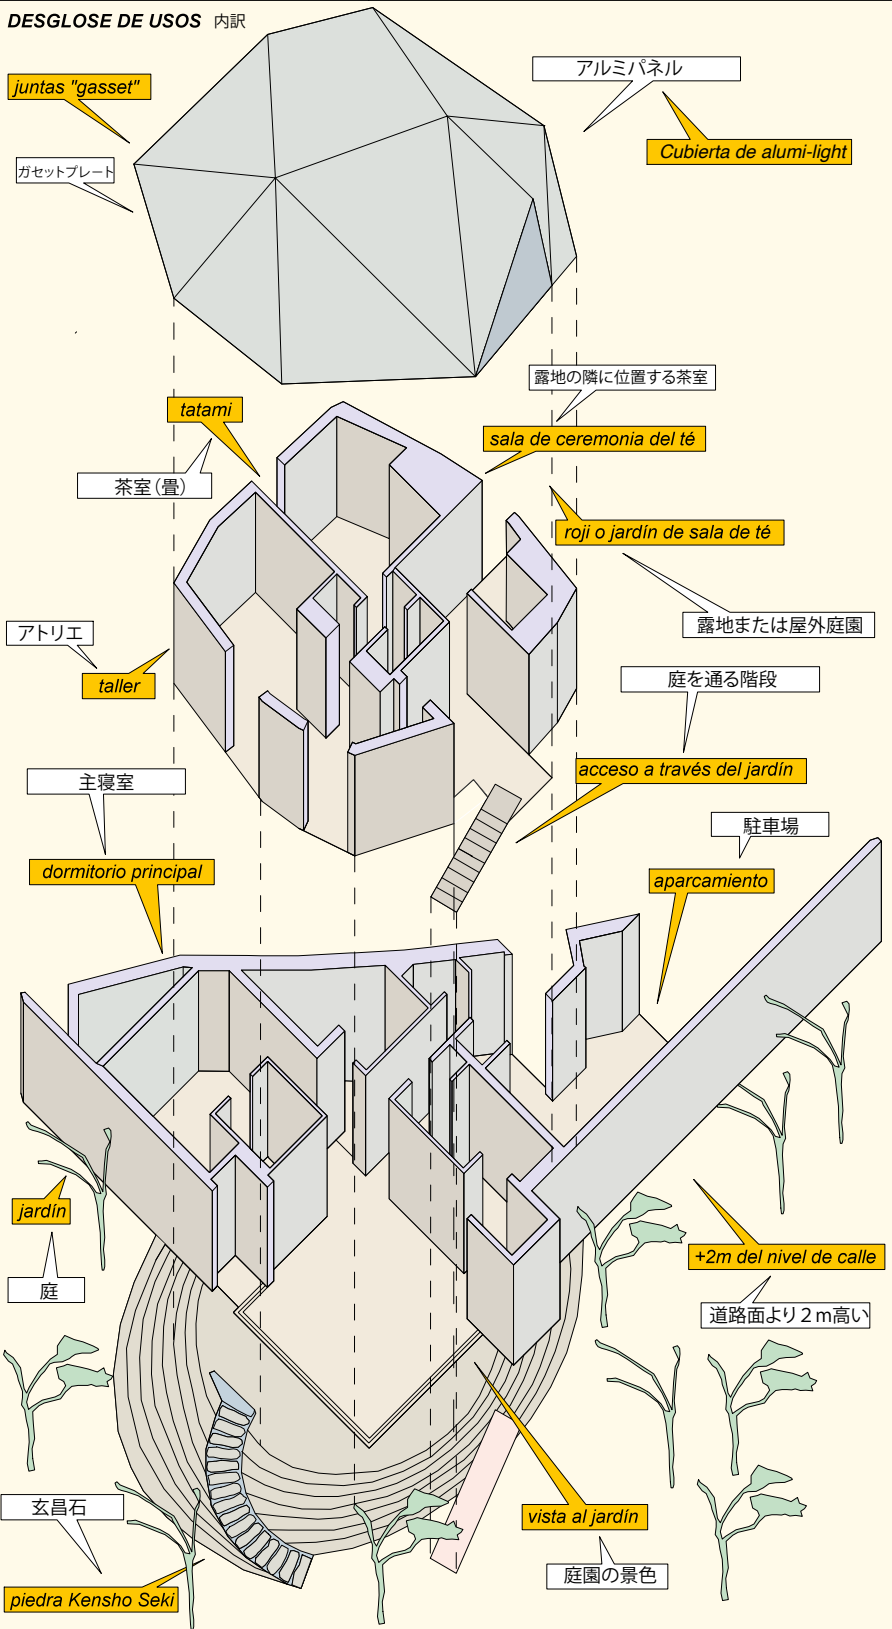 DESGLOSE DE USOS 内訳
アルミパネル
juntas "gasset"
Cubierta de alumi-light
ガセットプレート
露地の隣に位置する茶室
tatami
sala de ceremonia del té
茶室(畳)
roji o jardín de sala de té
露地または屋外庭園
アトリエ
taller
庭を通る階段
acceso a través del jardín
主寝室
駐車場
dormitorio principal
aparcamiento
jardín
+2m del nivel de calle
庭
道路面より２ｍ高い
玄昌石
vista al jardín
庭園の景色
piedra Kensho Seki